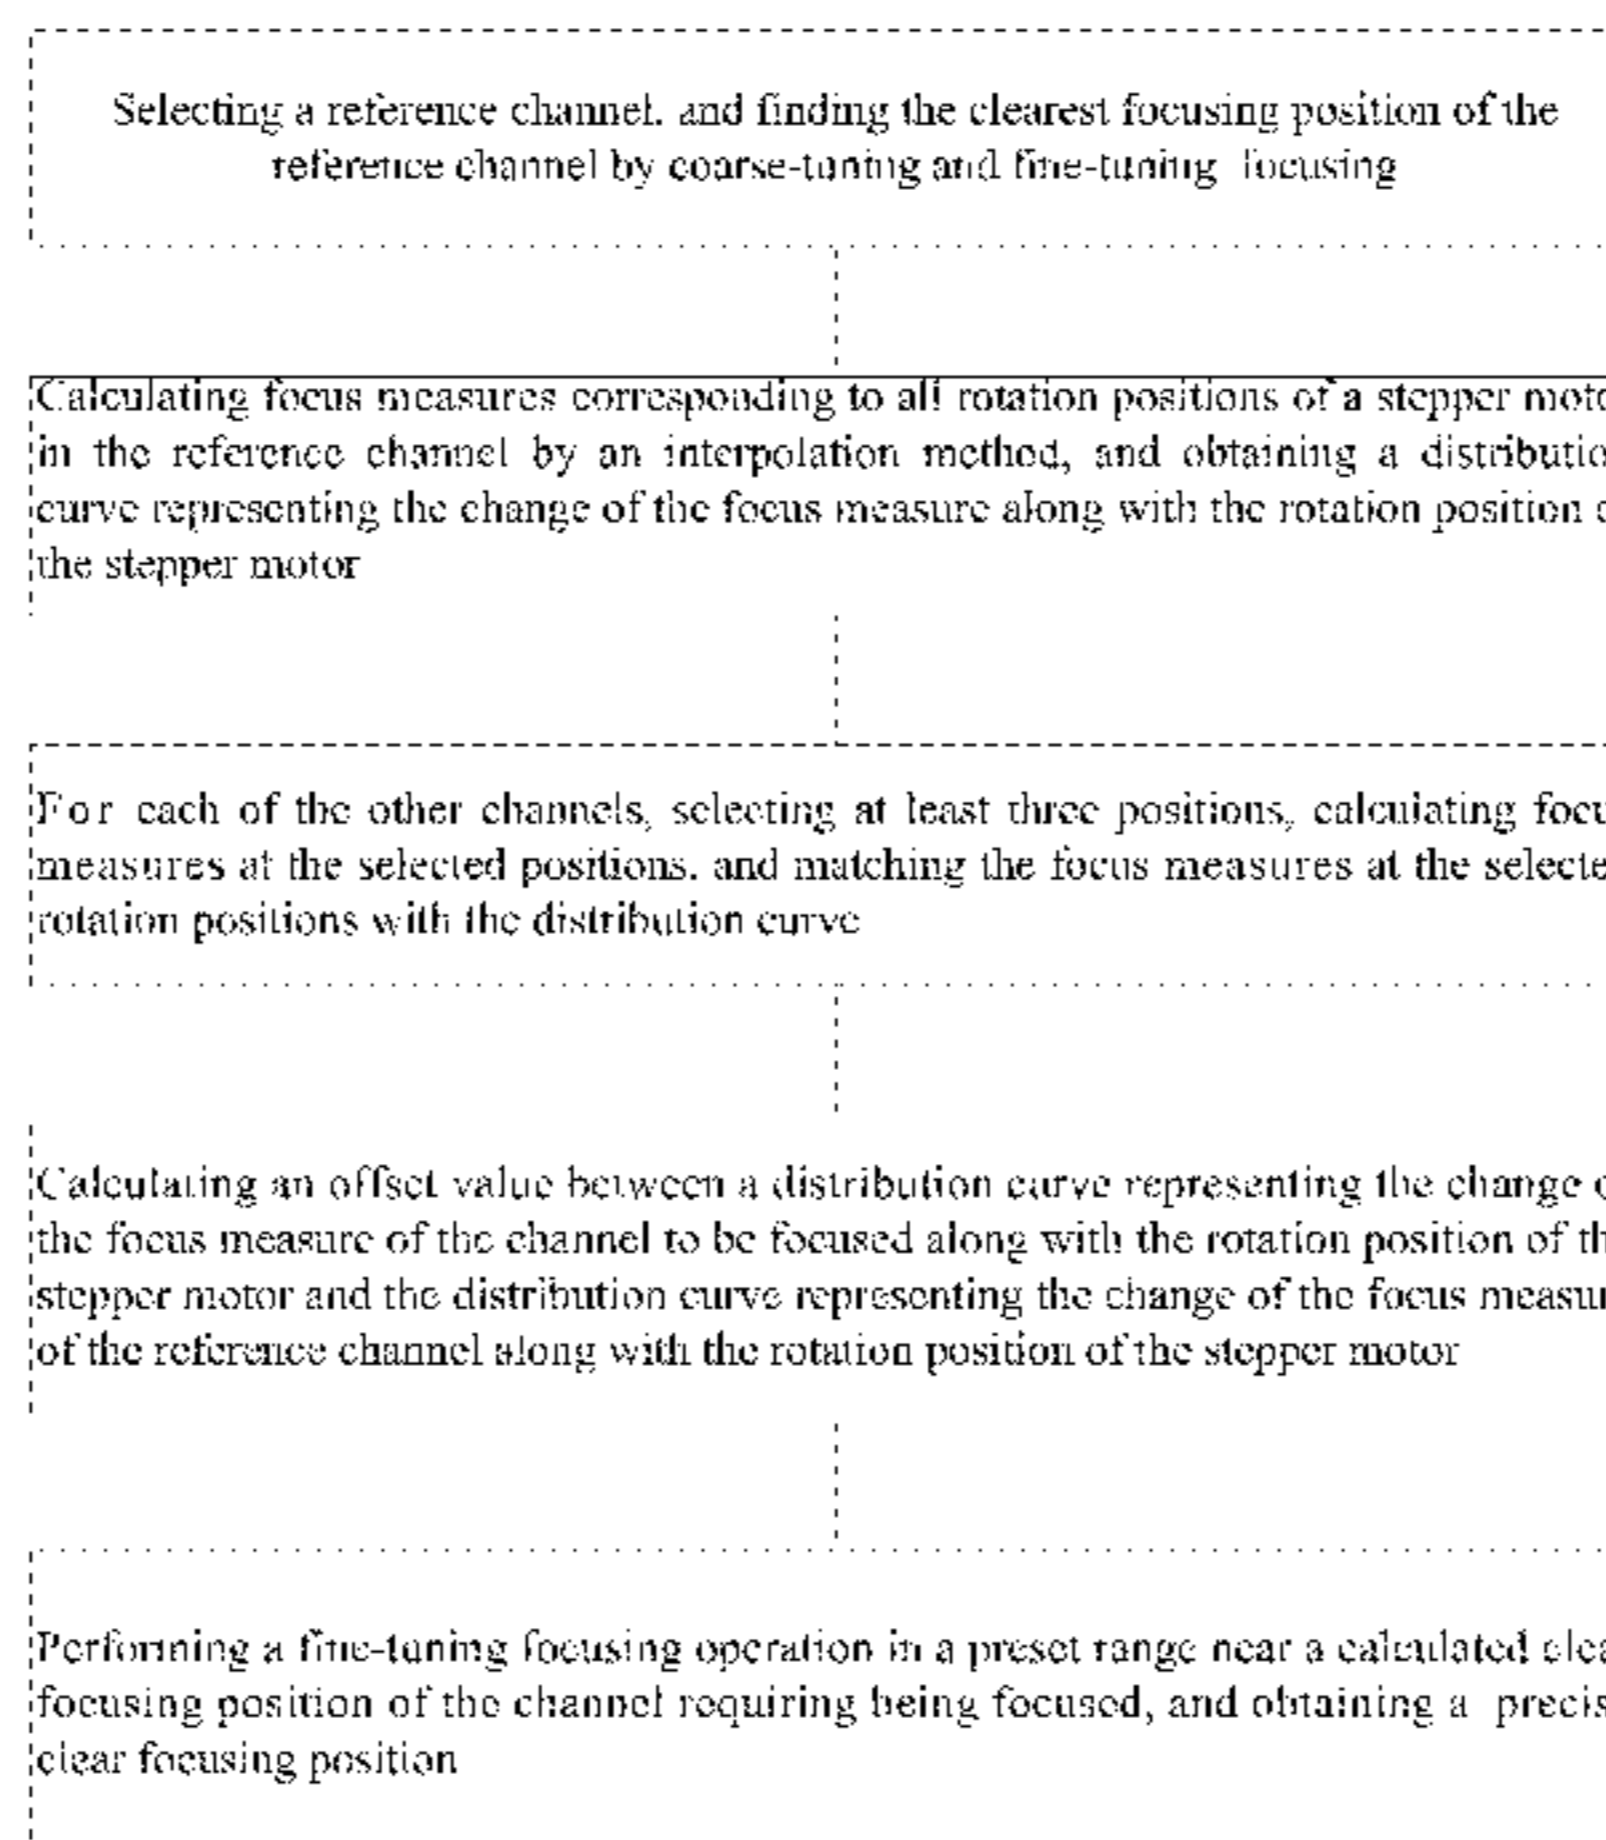 Selecting a reference channel. and finding the clearest focusing position of the
reference channel by coarse-tuning and fine-tuning focusing
Calculating focus measures corresponding to all rotation positions of a stepper moto
in the reference channel by an interpolation method, and obtaining a distributio
curve representing the change of the focus measure along with the rotation position o
the stepper motor
For each of the other channels, selecting at least three positions, calculating focu
measures at the selected positions. and matching the focus measures at the selecte
rotation positions with the distribution curve
Calculating an offset value between a distribution curve representing the change o
the focus measure of the channel to be focused along with the rotation position of th
stepper motor and the distribution curve representing the change of the focus measur
of the reference channel along with the rotation position of the stepper motor
Performing a fine-tuning focusing operation in a preset range near a calculated clea
focusing position of the channel requiring being focused, and obtaining a precis
clear focusing position